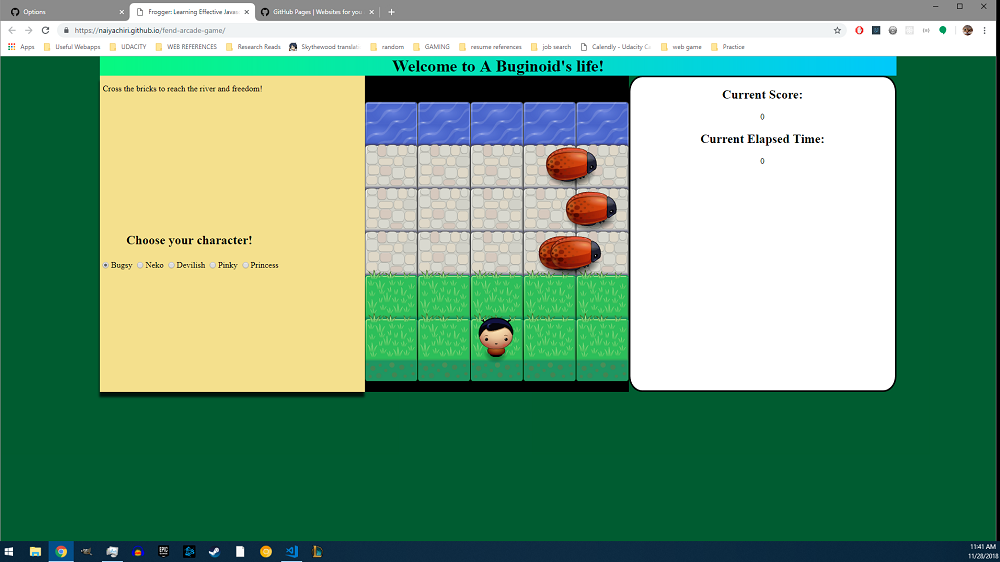 Options
Frogger: Learning Effective Javas
GitHub Pages | Websites for you
https://naiyachiri.github.io/fend-arcade-game/
Apps Useful Webapps UDACITY WEB REFERENCES Research Reads Skythewood translati random GAMING resume references job search Calendly - Udacity Ca web game Practice
Welcome to A Buginoid's life!
Cross the bricks to reach the river and freedom!
Choose your character!
Bugsy Neko Devilish Pinky Princess
Current Score:
0
Current Elapsed Time:
0
EPIC
11:41 AM
11/28/2018